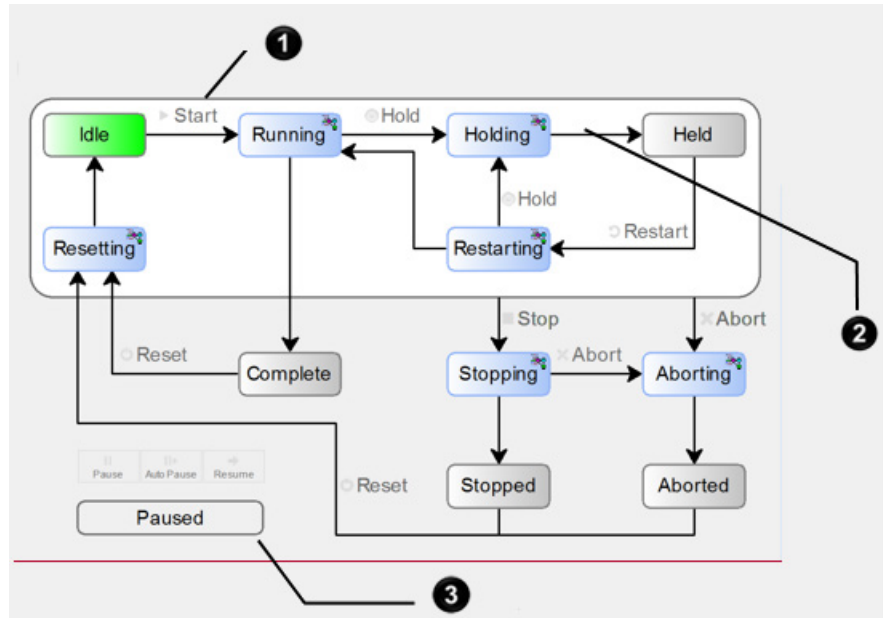 1
Start
Hold
Idle
Running
Holding
Held
Hold
Restart
Resetting
Restarting
Stop
Abort
2
Reset
Abort
Complete
Stopping
Aborting
Pause
Auto Pause
Resume
Reset
Stopped
Aborted
Paused
3